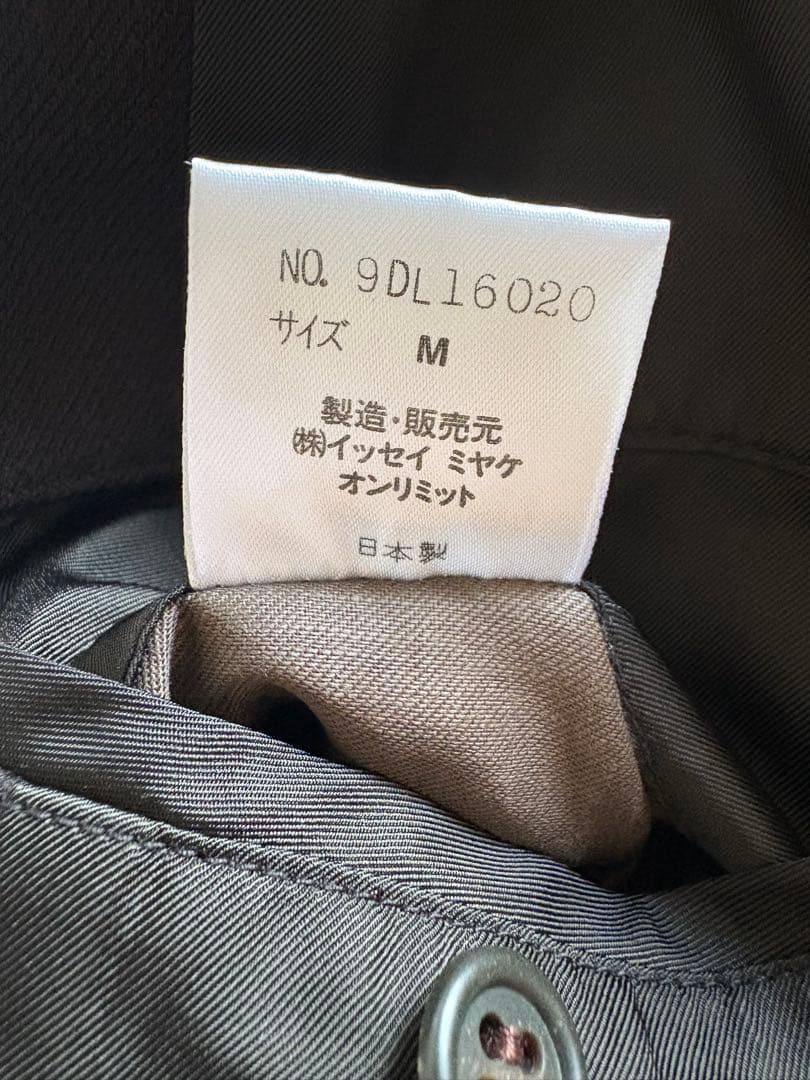 NO. 9DL16020
サイズ M
製造・販売元
㈱イッセイ ミヤケ
オンリミット
日本製